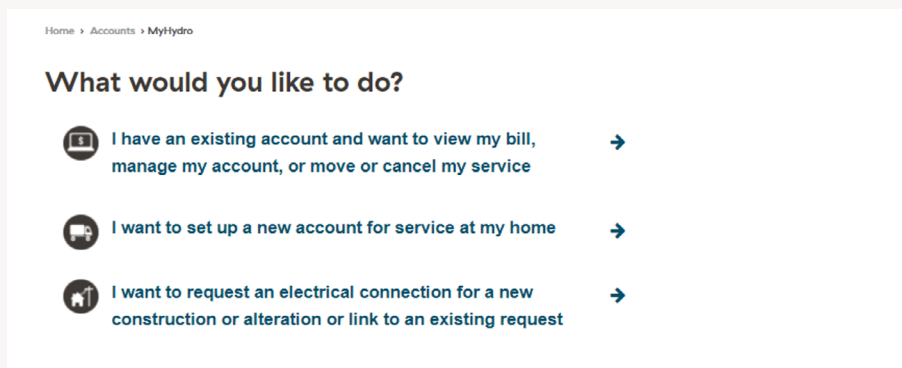 Home › Accounts › MyHydro
What would you like to do?
$
I have an existing account and want to view my bill,
manage my account, or move or cancel my service
I want to set up a new account for service at my home
I want to request an electrical connection for a new
construction or alteration or link to an existing request